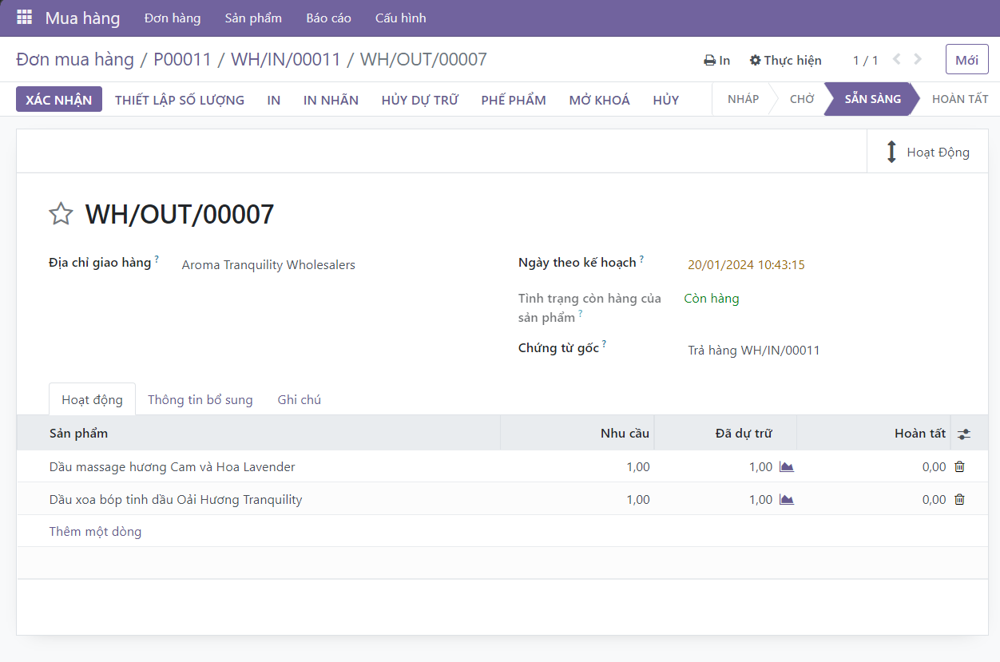 Mua hàng Đơn hàng Sản phẩm Báo cáo Cấu hình
Đơn mua hàng / P00011 / WH/IN/00011 / WH/OUT/00007 In Thực hiện 1 / 1 Mới
XÁC NHẬN THIẾT LẬP SỐ LƯỢNG IN IN NHÃN HỦY DỰ TRỮ PHẾ PHẨM MỞ KHOÁ HỦY NHÁP CHỜ SẴN SÀNG HOÀN TẤT
Hoạt Động
WH/OUT/00007
Địa chỉ giao hàng ? Aroma Tranquility Wholesalers
Ngày theo kế hoạch ? 20/01/2024 10:43:15
Tình trạng còn hàng của sản phẩm ? Còn hàng
Chứng từ gốc ? Trả hàng WH/IN/00011
Hoạt động Thông tin bổ sung Ghi chú
Sản phẩm Nhu cầu Đã dự trữ Hoàn tất
Dầu massage hương Cam và Hoa Lavender 1,00 1,00 0,00
Dầu xoa bóp tinh dầu Oải Hương Tranquility 1,00 1,00 0,00
Thêm một dòng